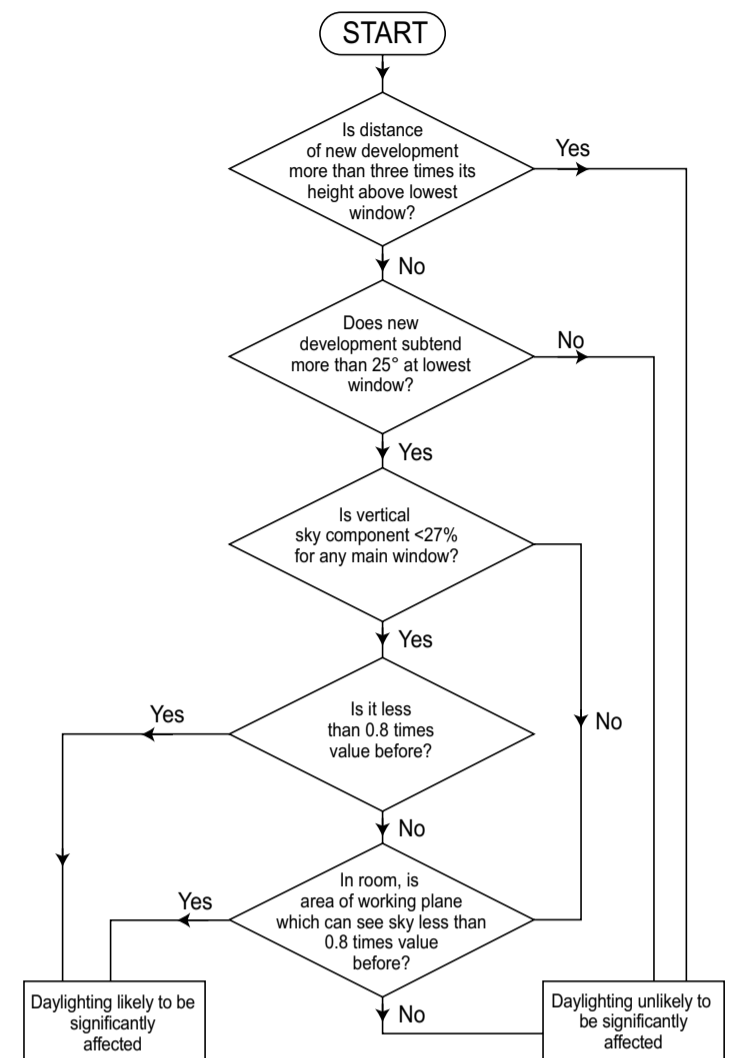 START
Is distance
of new development
more than three times its
height above lowest
window?
Yes
No
Does new
development subtend
more than 25° at lowest
window?
No
Yes
Is vertical
sky component <27%
for any main window?
Yes
No
Is it less
than 0.8 times
value before?
Yes
No
In room, is
area of working plane
which can see sky less than
0.8 times value
before?
Yes
No
Daylighting likely to be
significantly
affected
Daylighting unlikely to
be significantly
affected